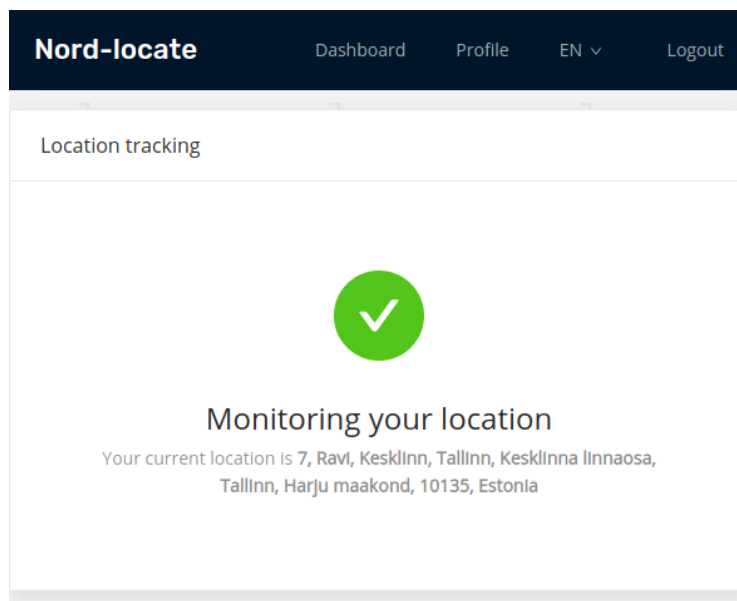 Nord-locate Dashboard Profile EN Logout
Location tracking
Monitoring your location
Your current location is 7, Ravi, Kesklinn, Tallinn, Kesklinna linnaosa,
Tallinn, Harju maakond, 10135, Estonia